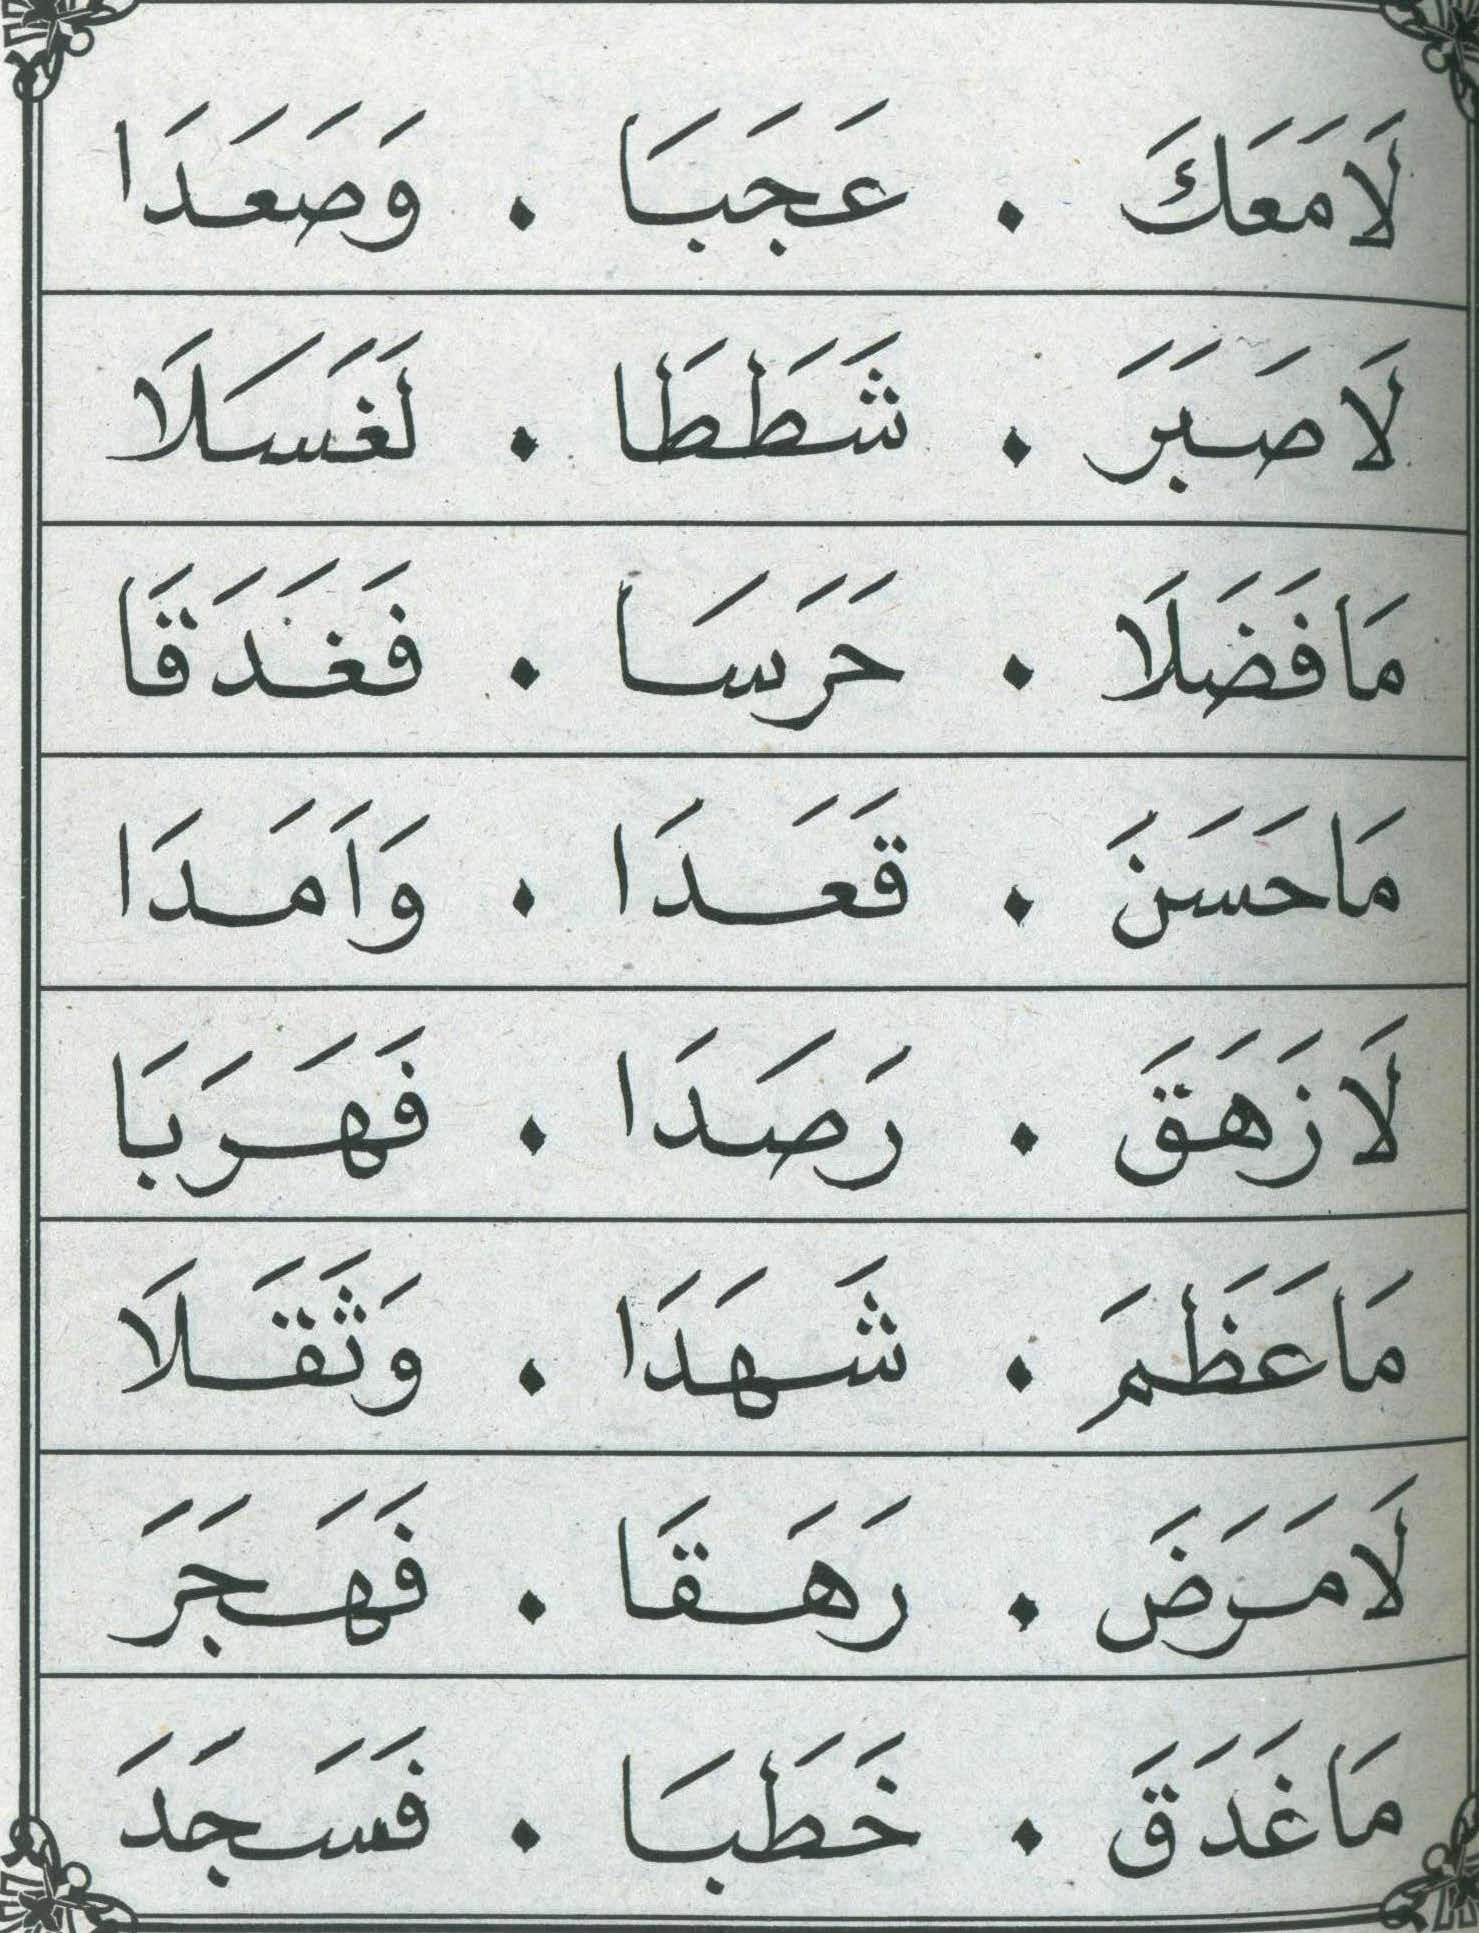 لَامَعَكَ . عَجَبَا . وَصَعَدَا
لَاصَبَرَ . شَطَطَا . لَغَسَلَا
مَافَضَلَا . حَرَسَا . فَغَدَقَا
مَاحَسَنَ . قَعَدَا . وَاَمَدَا
لَازَهَقَ . رَصَدَا . فَهَرَبَا
مَاعَظَمَ . شَهَدَا . وَثَقَلَا
لَامَرَضَ . رَهَقَا . فَهَجَرَ
مَاغَدَقَ . خَطَبَا . فَسَجَدَ